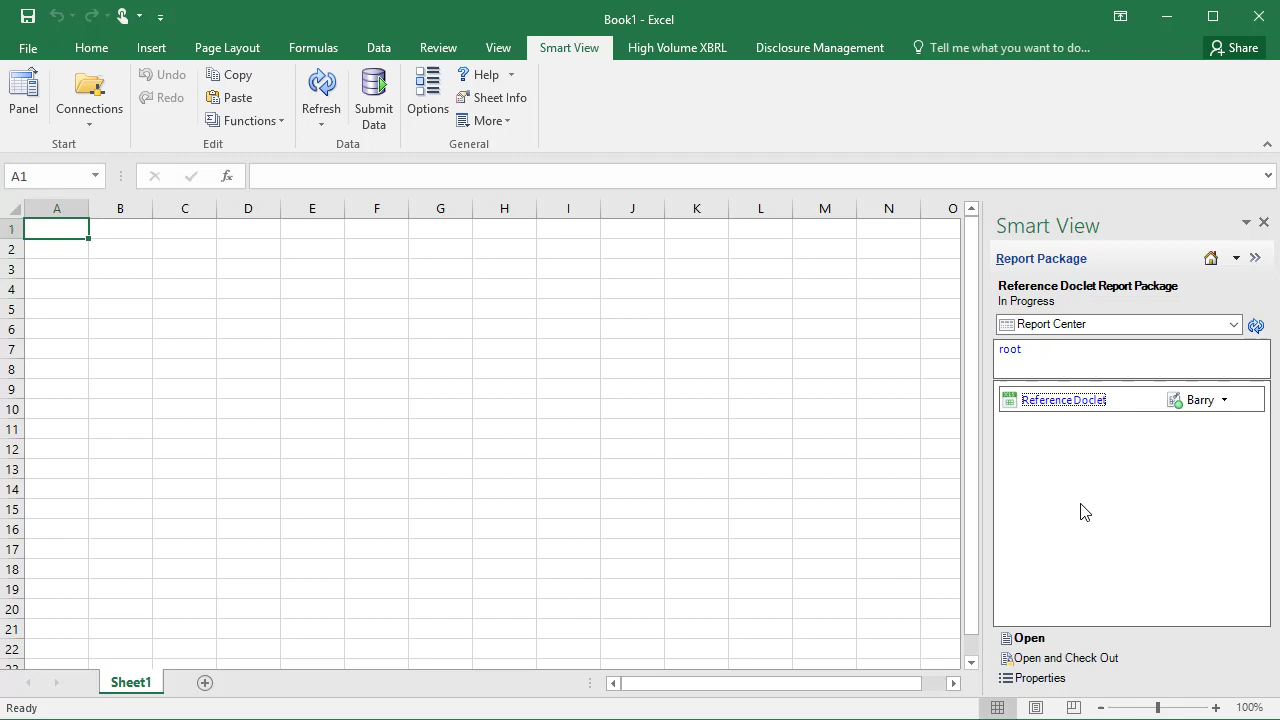 Book1 - Excel
File Home Insert Page Layout Formulas Data Review View Smart View High Volume XBRL Disclosure Management Tell me what you want to do... Share
Panel
Connections
Start
Undo
Redo
Copy
Paste
Functions
Edit
Refresh
Submit
Data
Data
Options
Help
Sheet Info
More
General
A1
fx
A B C D E F G H I J K L M N O
1
2
3
4
5
6
7
8
9
10
11
12
13
14
15
16
17
18
19
20
21
22
Smart View
Report Package
Reference Doclet Report Package
In Progress
Report Center
root
ReferenceDoclet Barry
Open
Open and Check Out
Properties
Sheet1
Ready
100%